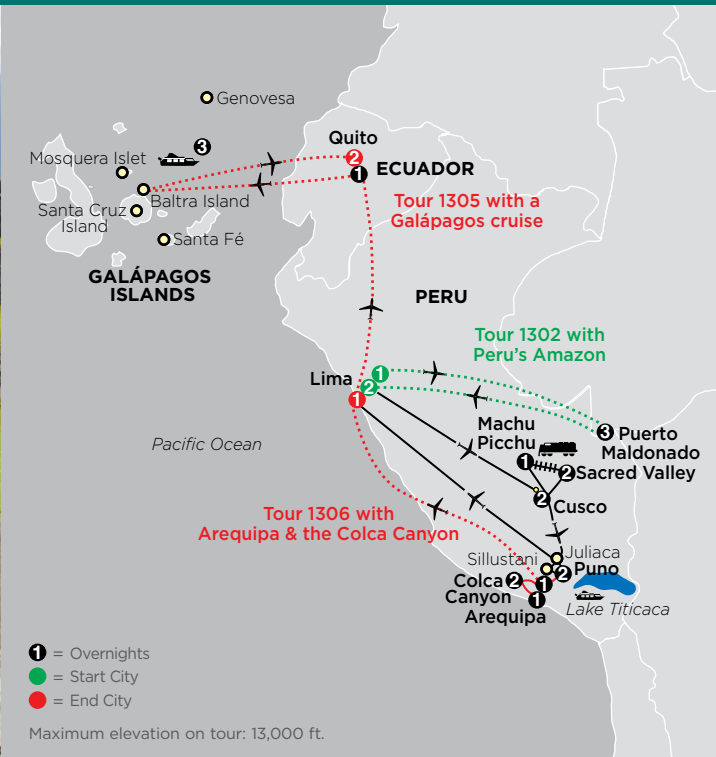 Genovesa
3
Mosquera Islet
Baltra Island
Santa Cruz
Island
Santa Fé
GALÁPAGOS
ISLANDS
Quito
2
1
ECUADOR
Tour 1305 with a
Galápagos cruise
PERU
Tour 1302 with
Peru's Amazon
Lima
1
2
1
Pacific Ocean
Machu
Picchu
1
3
Puerto
Maldonado
2
Sacred Valley
2
Cusco
Tour 1306 with
Arequipa & the Colca Canyon
Sillustani
Juliaca
2
Puno
Colca
Canyon
2
1
1
Arequipa
Lake Titicaca
1 = Overnights
= Start City
= End City
Maximum elevation on tour: 13,000 ft.